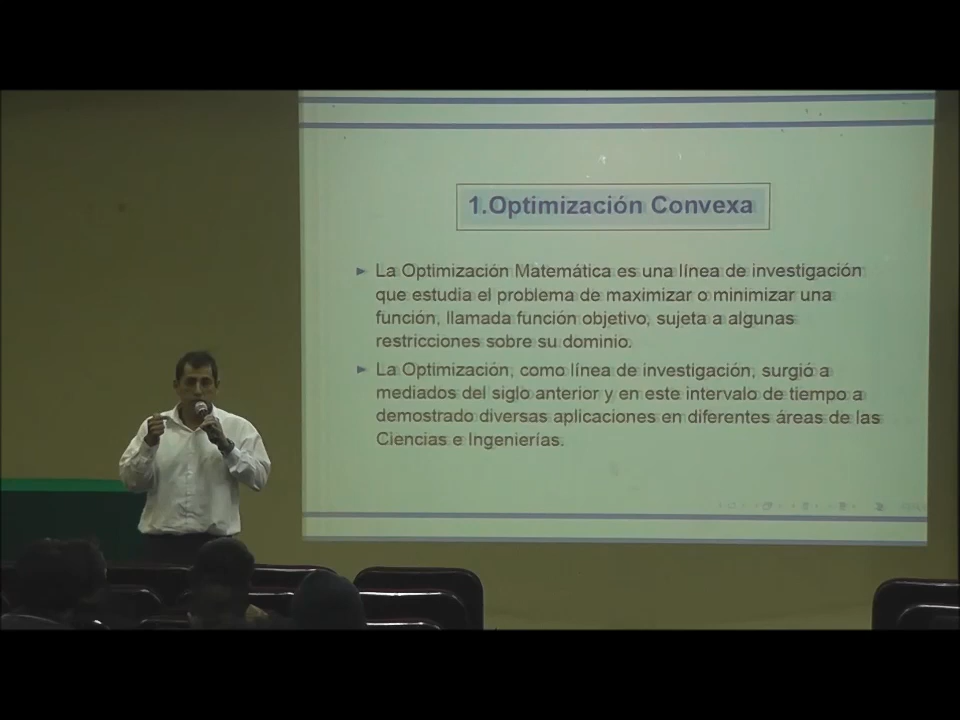 1.Optimización Convexa
La Optimización Matemática es una línea de investigación
que estudia el problema de maximizar o minimizar una
función, llamada función objetivo, sujeta a algunas
restricciones sobre su dominio.
La Optimización, como línea de investigación, surgió a
mediados del siglo anterior y en este intervalo de tiempo a
demostrado diversas aplicaciones en diferentes áreas de las
Ciencias e Ingenierías.